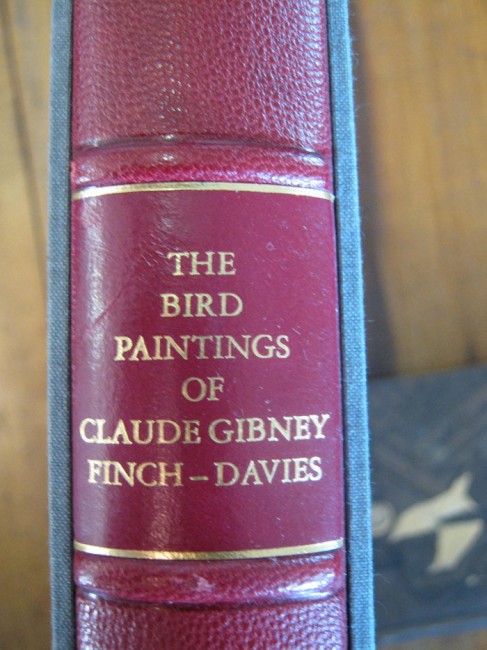 THE
BIRD
PAINTINGS
OF
CLAUDE GIBNEY
FINCH – DAVIES